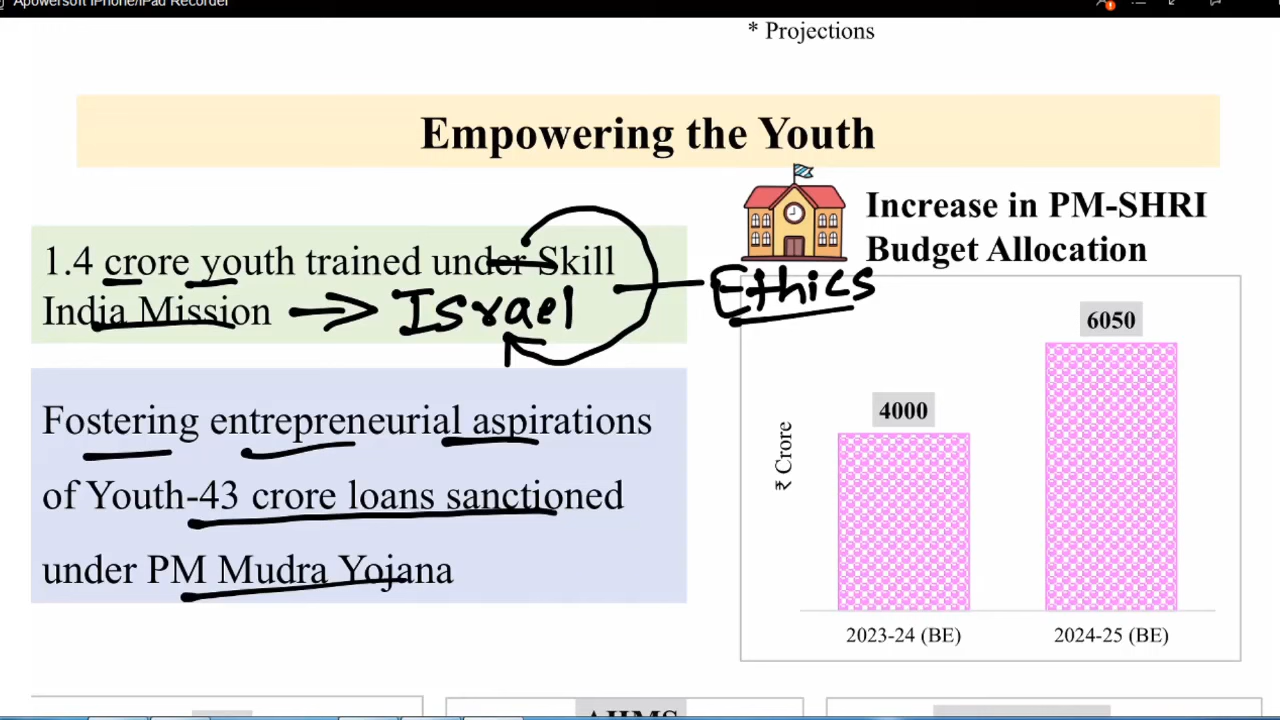 Apowersoft iPhone/iPad Recorder
* Projections
Empowering the Youth
1.4 crore youth trained under Skill
India Mission
Israel
Ethics
Fostering entrepreneurial aspirations
of Youth-43 crore loans sanctioned
under PM Mudra Yojana
Increase in PM-SHRI
Budget Allocation
₹ Crore
4000
6050
2023-24 (BE)
2024-25 (BE)